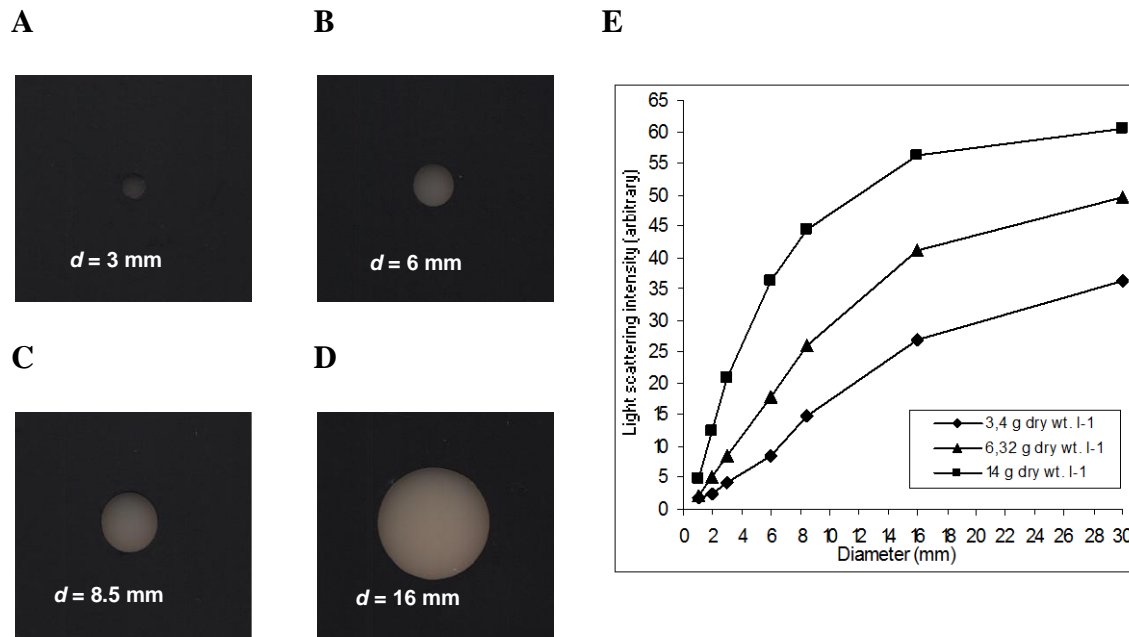 A
B
E
d = 3 mm
d = 6 mm
C
D
d = 8.5 mm
d = 16 mm
Light scattering intensity (arbitrary)
65
60
55
50
45
40
35
30
25
20
15
10
5
0
3,4 g dry wt. l-1
6,32 g dry wt. l-1
14 g dry wt. l-1
0 2 4 6 8 10 12 14 16 18 20 22 24 26 28 30
Diameter (mm)